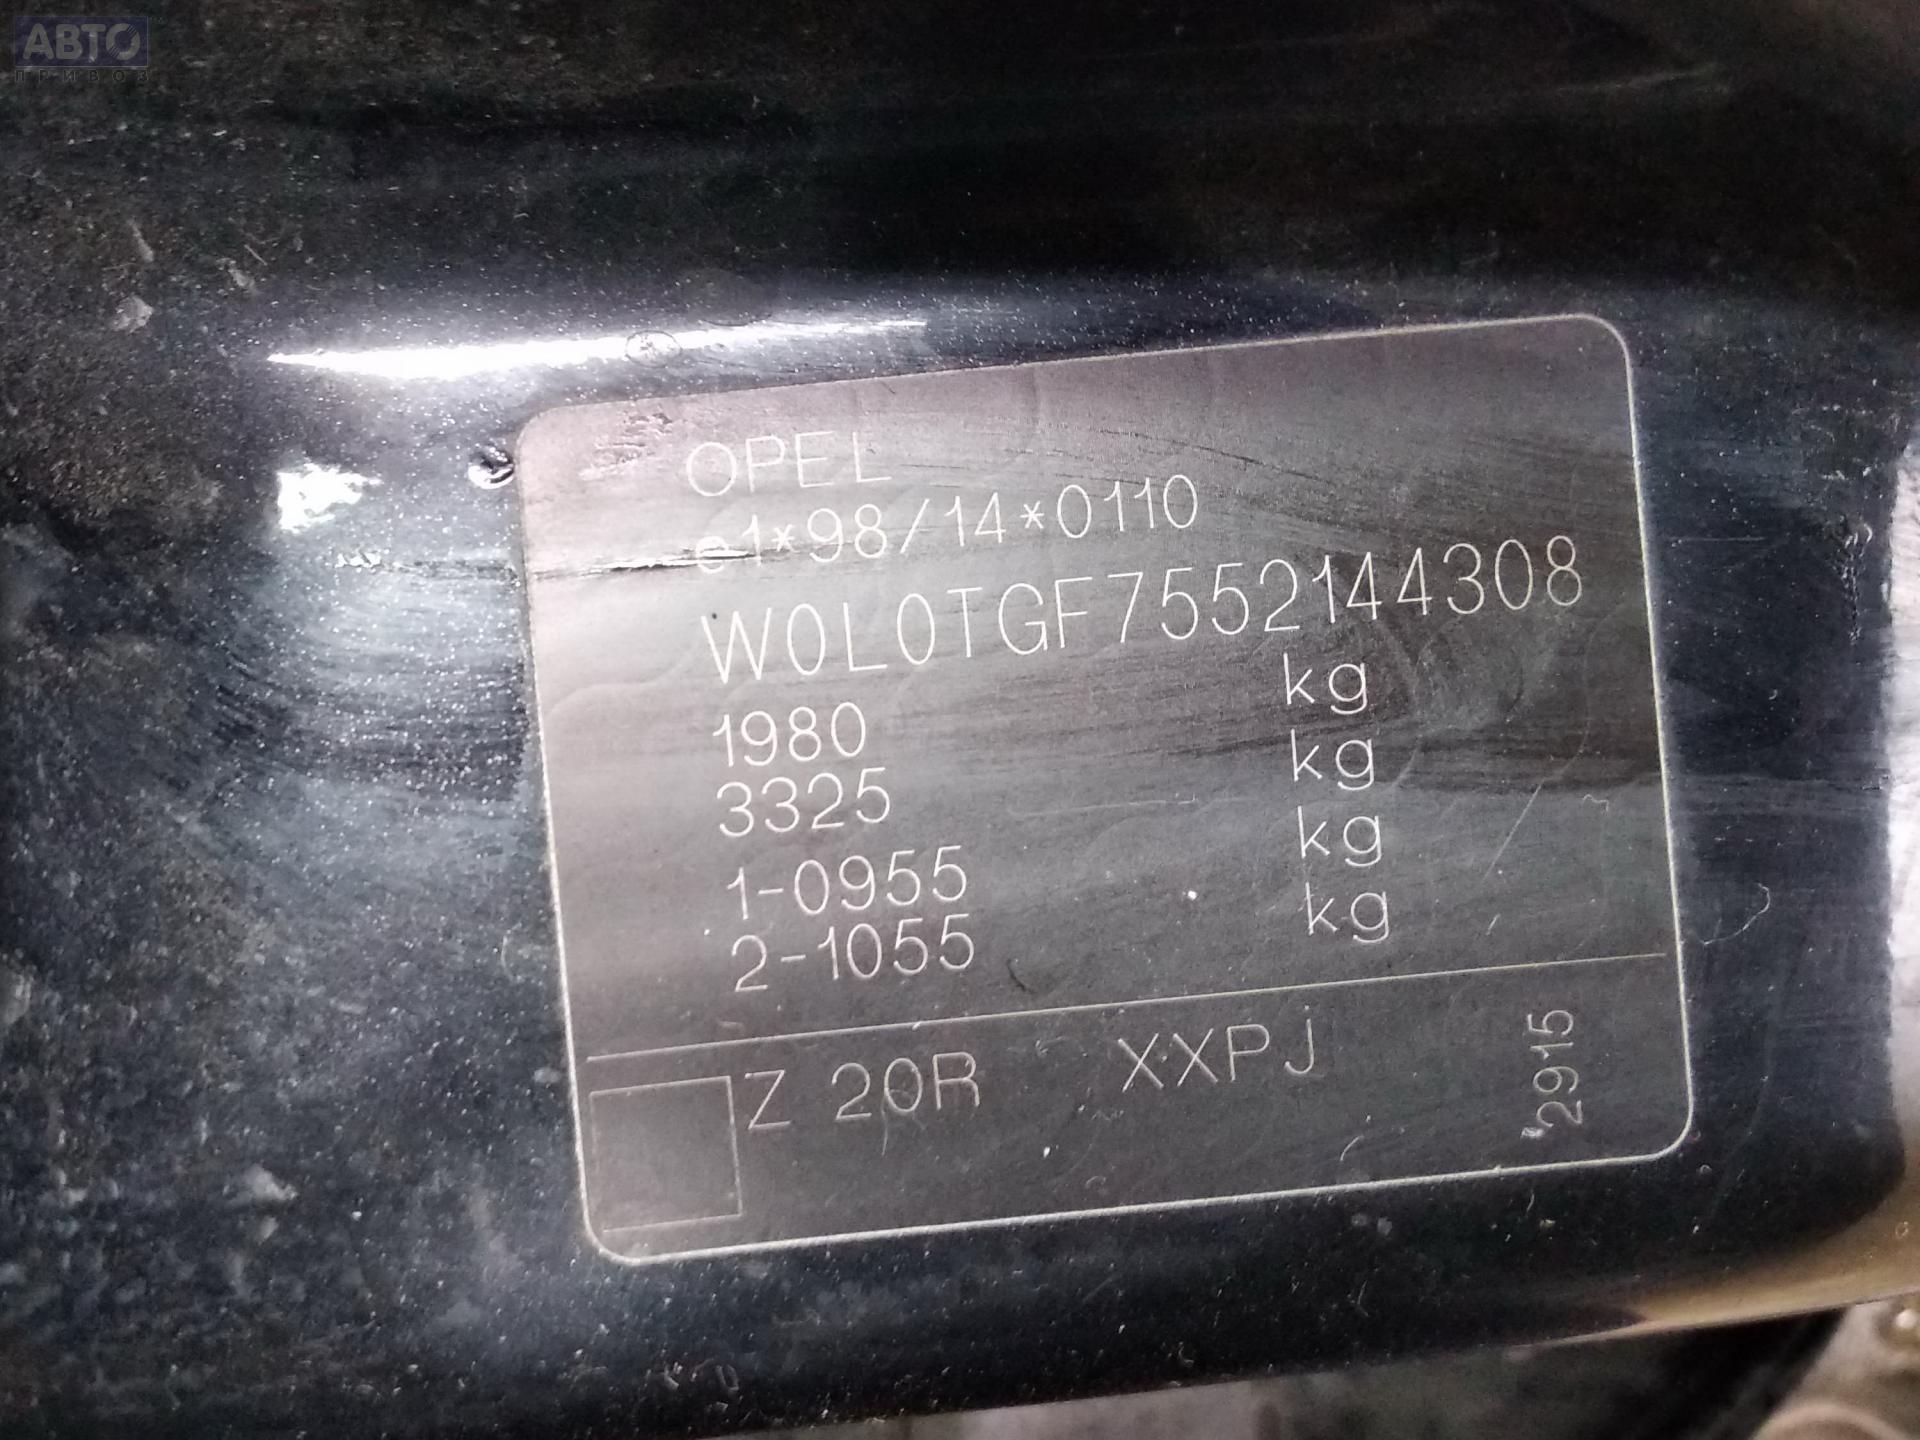 АВТО
ПРИВОЗ
OPEL
e1*98/14*0110
W0L0TGF7552144308
1980 kg
3325 kg
1-0955 kg
2-1055 kg
Z 20R XXPJ
2915